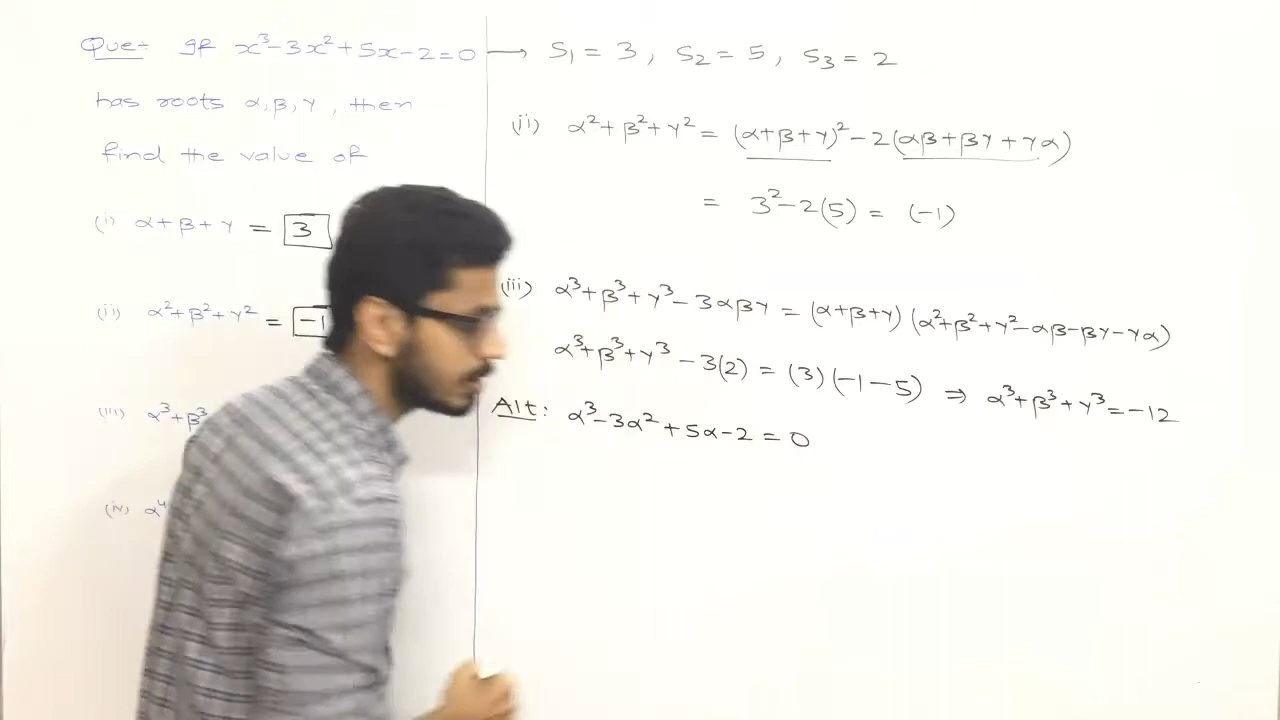 Que:- If x³-3x²+5x-2=0 → S₁ = 3, S₂ = 5, S₃ = 2
has roots α, β, γ, then
find the value of
(i) α+β+γ = 3
(ii) α²+β²+γ² = -1
(iii) α³+β³
(iv) α⁴
(ii) α²+β²+γ² = (α+β+γ)² - 2(αβ+βγ+γα)
= 3²-2(5) = (-1)
(iii) α³+β³+γ³-3αβγ = (α+β+γ)(α²+β²+γ²-αβ-βγ-γα)
α³+β³+γ³-3(2) = (3)(-1-5) ⇒ α³+β³+γ³=-12
Alt: α³-3α²+5α-2=0